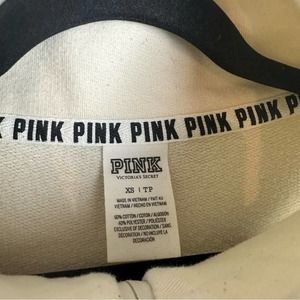 PINK PINK PINK PINK PINK PINK
PINK
VICTORIA'S SECRET
XS | TP
MADE IN VIETNAM / FAIT AU
VIETNAM / HECHO EN VIETNAM
60% COTTON / COTON / ALGODON
40% POLYESTER / POLIÉSTER
EXCLUSIVE OF DECORATION / SANS
DÉCORATION / NO INCLUYE LA
DECORACIÓN